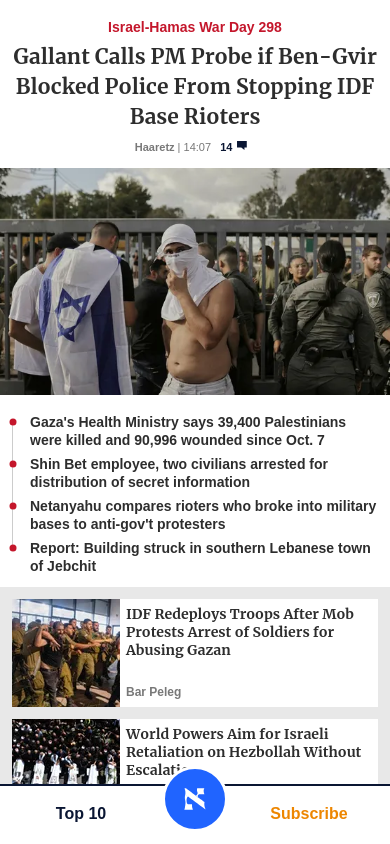 Israel-Hamas War Day 298
Gallant Calls PM Probe if Ben-Gvir
Blocked Police From Stopping IDF
Base Rioters
Haaretz | 14:07 14
Gaza's Health Ministry says 39,400 Palestinians
were killed and 90,996 wounded since Oct. 7
Shin Bet employee, two civilians arrested for
distribution of secret information
Netanyahu compares rioters who broke into military
bases to anti-gov't protesters
Report: Building struck in southern Lebanese town
of Jebchit
IDF Redeploys Troops After Mob
Protests Arrest of Soldiers for
Abusing Gazan
Bar Peleg
World Powers Aim for Israeli
Retaliation on Hezbollah Without
Top 10
Subscribe